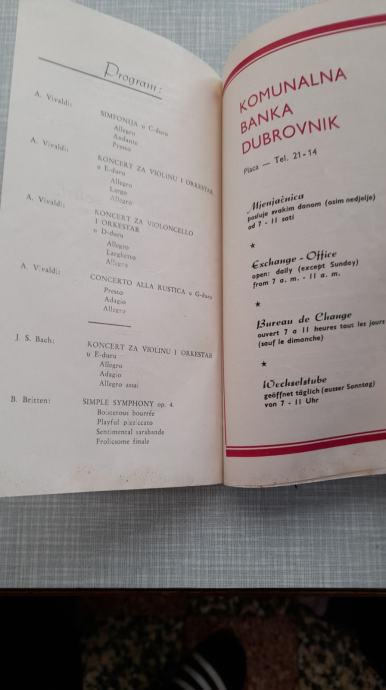 Program:
A. Vivaldi:
SIMFONIJA u C-duru
Allegro
Andante
Presto
A. Vivaldi:
KONCERT ZA VIOLINU I ORKESTAR
u E-duru
Allegro
Largo
Allegro
A. Vivaldi:
KONCERT ZA VIOLONCELLO
I ORKESTAR
u D-duru
Allegro
Larghetto
Allegro
A. Vivaldi:
CONCERTO ALLA RUSTICA u G-duru
Presto
Adagio
Allegro
J. S. Bach:
KONCERT ZA VIOLINU I ORKESTAR
u E-duru
Allegro
Adagio
Allegro assai
B. Britten:
SIMPLE SYMPHONY op. 4.
Boisterous bourrée
Playful pizzicato
Sentimental sarabande
Frolicsome finale
KOMUNALNA
BANKA
DUBROVNIK
Placa — Tel. 21-14
Mjenjačnica
posluje svakim danom (osim nedjelje)
od 7 - 11 sati
Exchange - Office
open: daily (except Sunday)
from 7 a. m. - 11 a. m.
Bureau de Change
ouvert 7 a 11 heures tous les jours
(sauf le dimanche)
Wechselstube
geöffnet täglich (ausser Sonntag)
von 7 - 11 Uhr